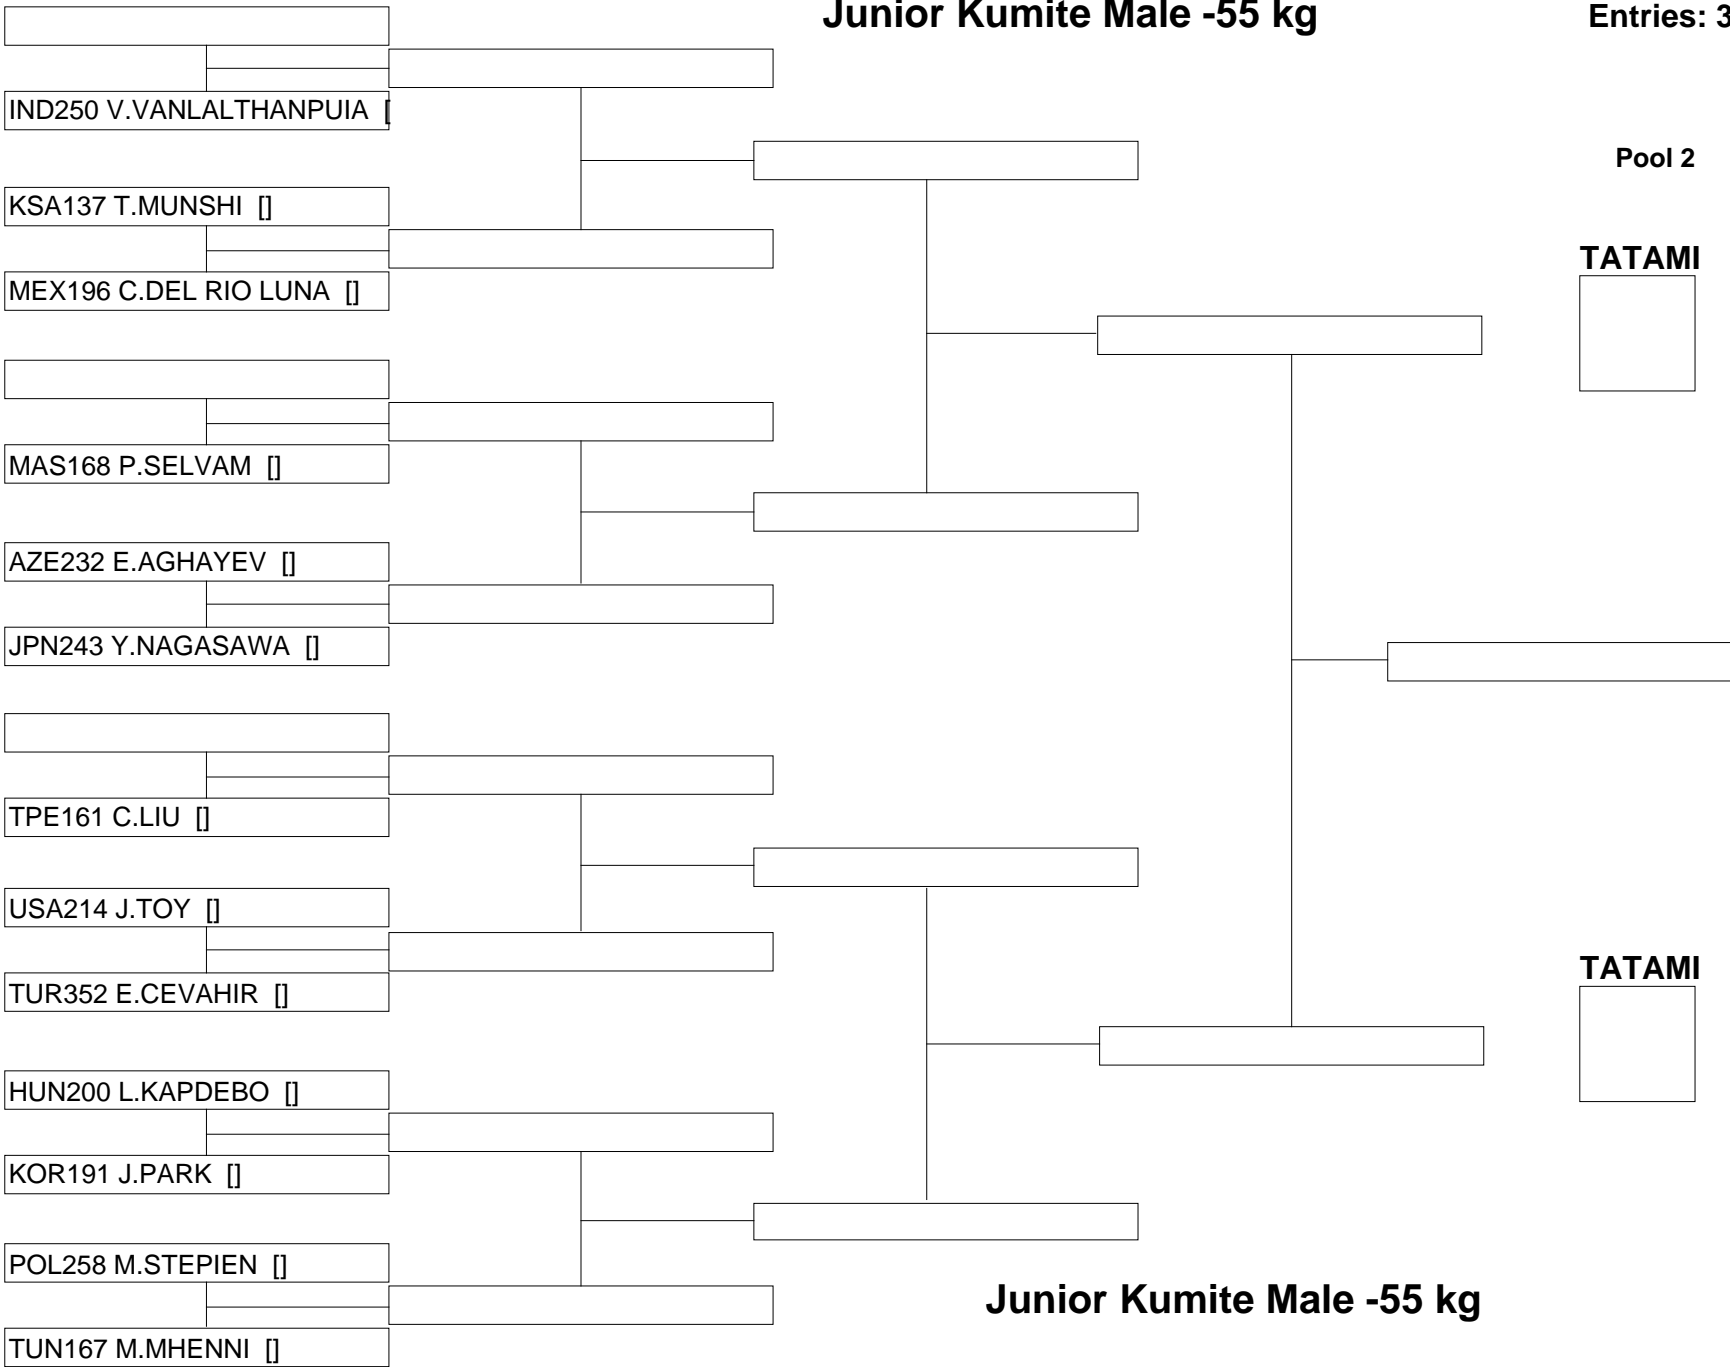 Junior Kumite Male -55 kg
Entries: 3
IND250 V.VANLALTHANPUIA [
Pool 2
KSA137 T.MUNSHI []
TATAMI
MEX196 C.DEL RIO LUNA []
MAS168 P.SELVAM []
AZE232 E.AGHAYEV []
JPN243 Y.NAGASAWA []
TPE161 C.LIU []
USA214 J.TOY []
TATAMI
TUR352 E.CEVAHIR []
HUN200 L.KAPDEBO []
KOR191 J.PARK []
POL258 M.STEPIEN []
Junior Kumite Male -55 kg
TUN167 M.MHENNI []